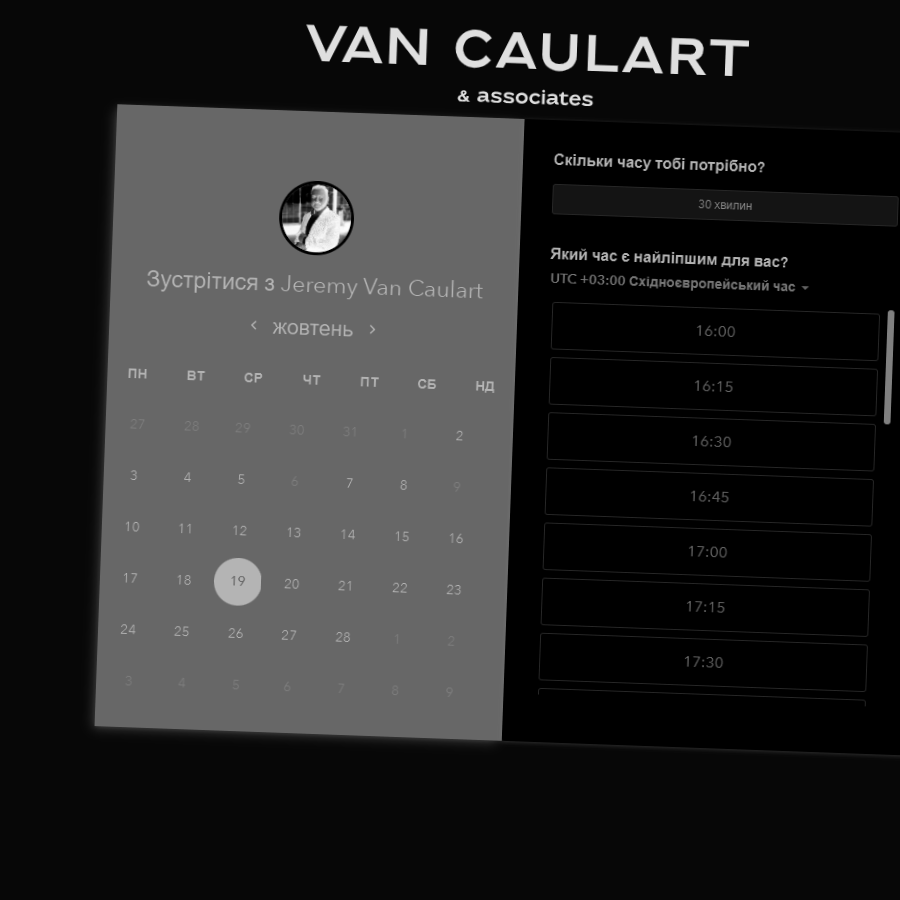 VAN CAULART
& associates
Зустрітися з Jeremy Van Caulart
жовтень
ПН ВТ СР ЧТ ПТ СБ НД
27 28 29 30 31 1 2
3 4 5 6 7 8 9
10 11 12 13 14 15 16
17 18 19 20 21 22 23
24 25 26 27 28 1 2
3 4 5 6 7 8 9
Скільки часу тобі потрібно?
30 хвилин
Який час є найліпшим для вас?
UTC +03:00 Східноєвропейський час
16:00
16:15
16:30
16:45
17:00
17:15
17:30